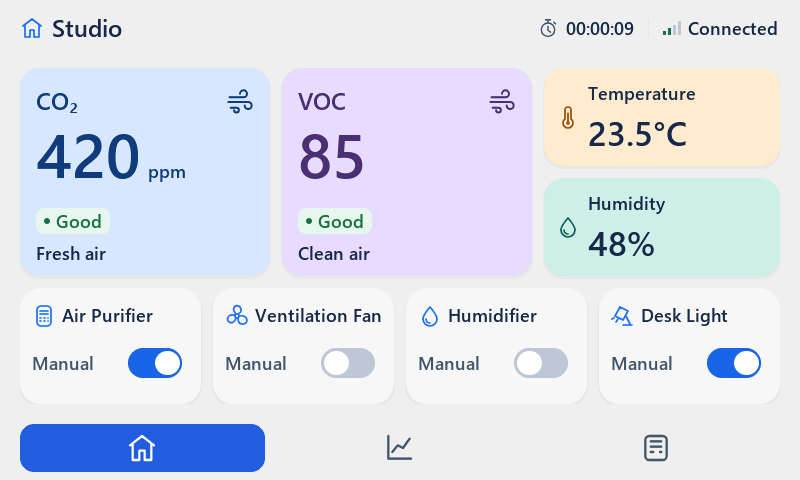 Studio
00:00:09
Connected
CO₂
420 ppm
Good
Fresh air
VOC
85
Good
Clean air
Temperature
23.5°C
Humidity
48%
Air Purifier
Manual
Ventilation Fan
Manual
Humidifier
Manual
Desk Light
Manual